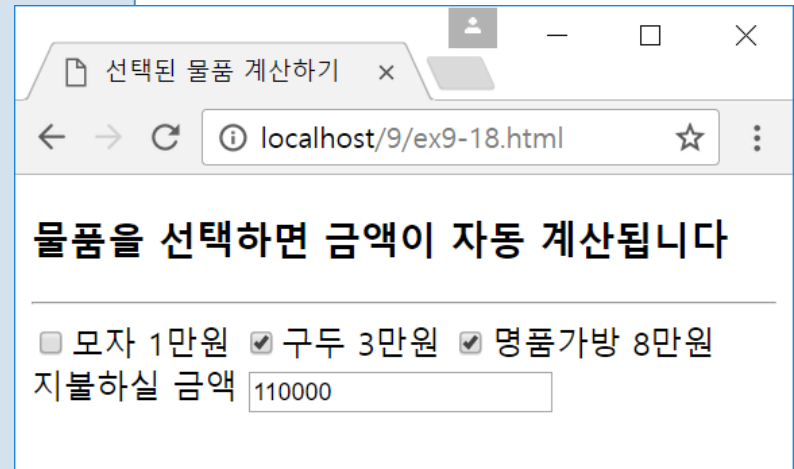 선택된 물품 계산하기
localhost/9/ex9-18.html
물품을 선택하면 금액이 자동 계산됩니다
모자 1만원 구두 3만원 명품가방 8만원
지불하실 금액 110000